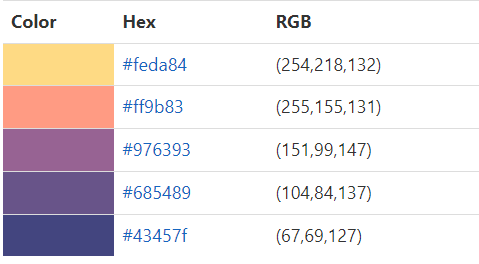 Color Hex RGB
#feda84 (254,218,132)
#ff9b83 (255,155,131)
#976393 (151,99,147)
#685489 (104,84,137)
#43457f (67,69,127)